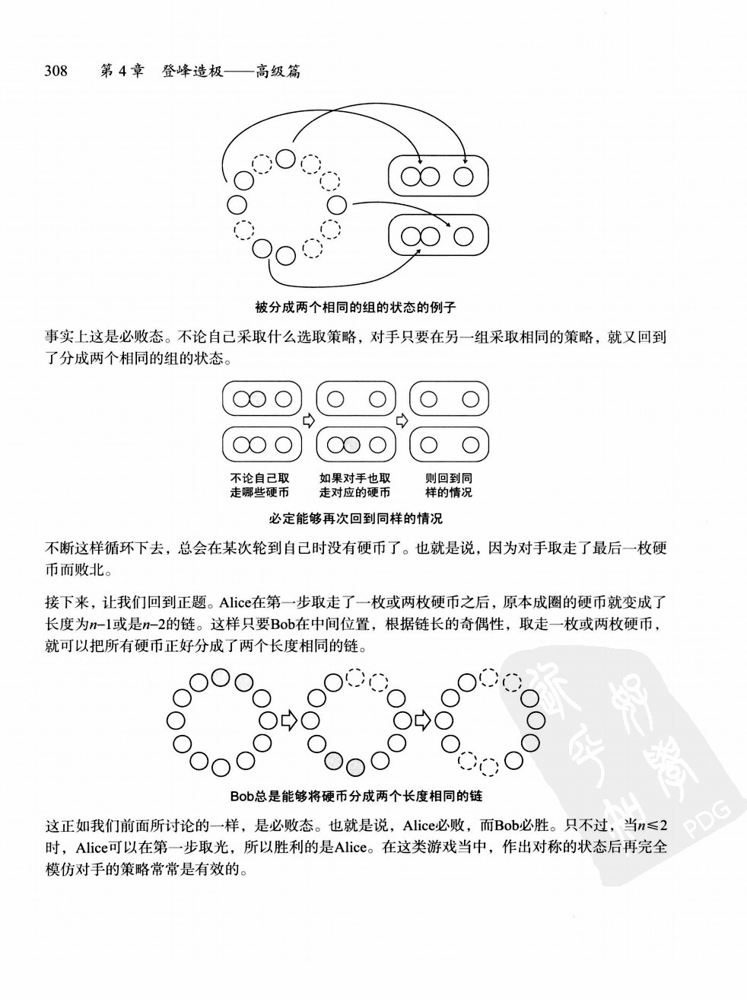 308 第4章 登峰造极——高级篇
被分成两个相同的组的状态的例子
事实上这是必败态。不论自己采取什么选取策略，对手只要在另一组采取相同的策略，就又回到
了分成两个相同的组的状态。
不论自己取
走哪些硬币
如果对手也取
走对应的硬币
则回到同
样的情况
必定能够再次回到同样的情况
不断这样循环下去，总会在某次轮到自己时没有硬币了。也就是说，因为对手取走了最后一枚硬
币而败北。
接下来，让我们回到正题。Alice在第一步取走了一枚或两枚硬币之后，原本成圈的硬币就变成了
长度为n–1或是n–2的链。这样只要Bob在中间位置，根据链长的奇偶性，取走一枚或两枚硬币，
就可以把所有硬币正好分成了两个长度相同的链。
Bob总是能够将硬币分成两个长度相同的链
这正如我们前面所讨论的一样，是必败态。也就是说，Alice必败，而Bob必胜。只不过，当n≤2
时，Alice可以在第一步取光，所以胜利的是Alice。在这类游戏当中，作出对称的状态后再完全
模仿对手的策略常常是有效的。
PDG